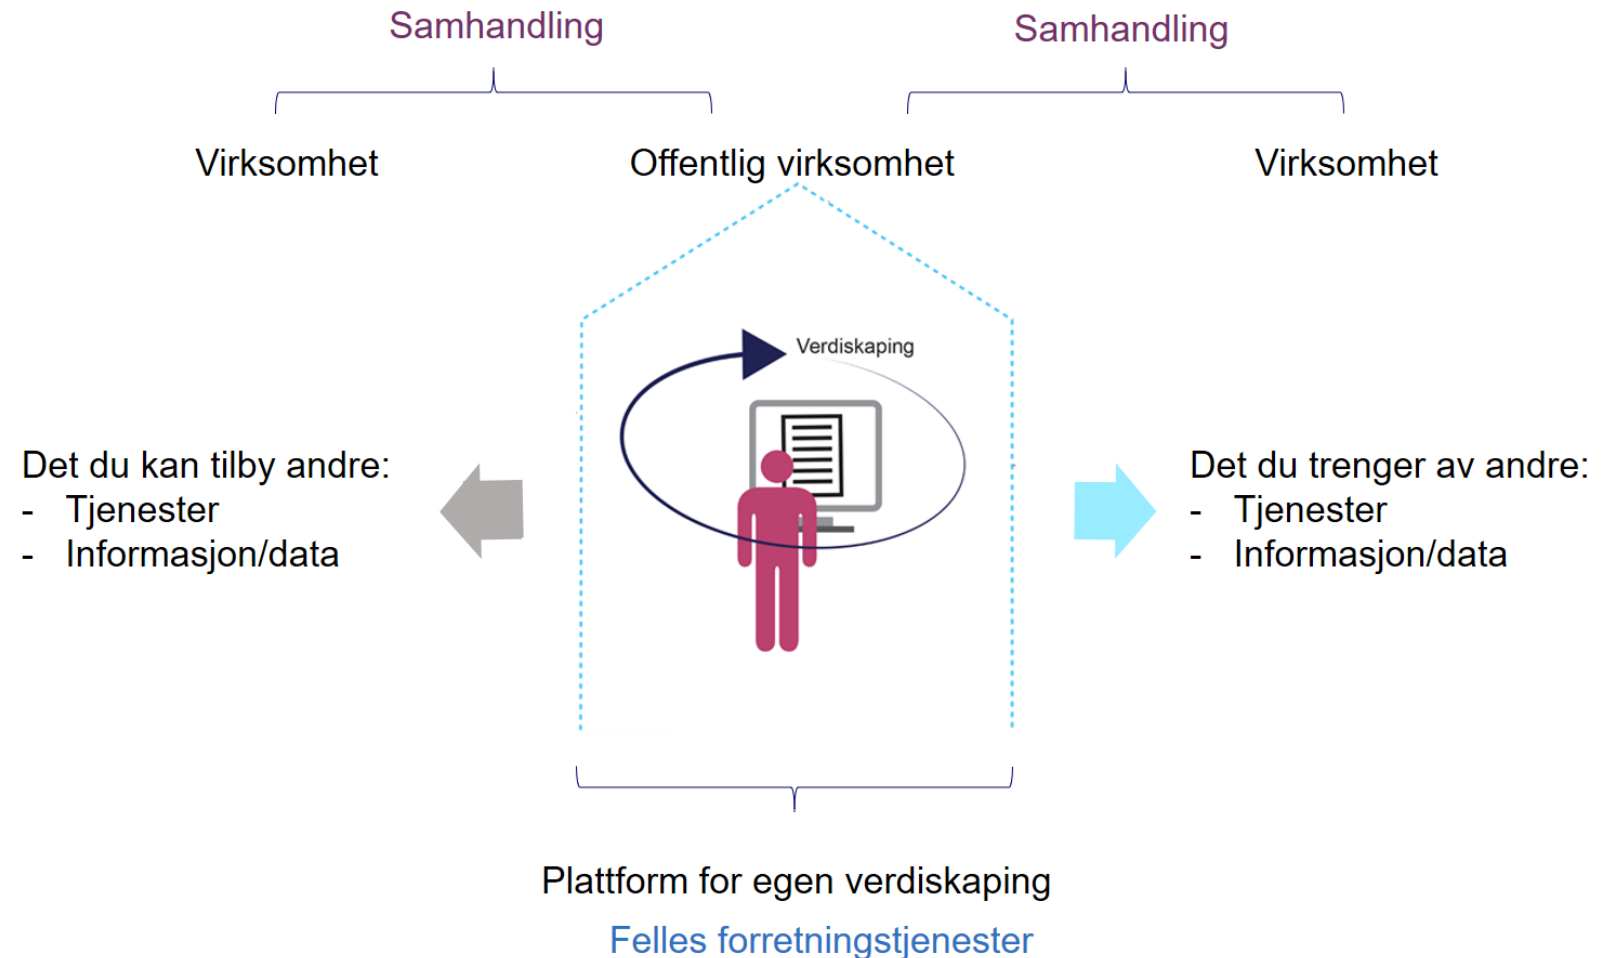 Samhandling
Samhandling
Virksomhet
Offentlig virksomhet
Virksomhet
Verdiskaping
Det du kan tilby andre:
- Tjenester
- Informasjon/data
Det du trenger av andre:
- Tjenester
- Informasjon/data
Plattform for egen verdiskaping
Felles forretningstjenester